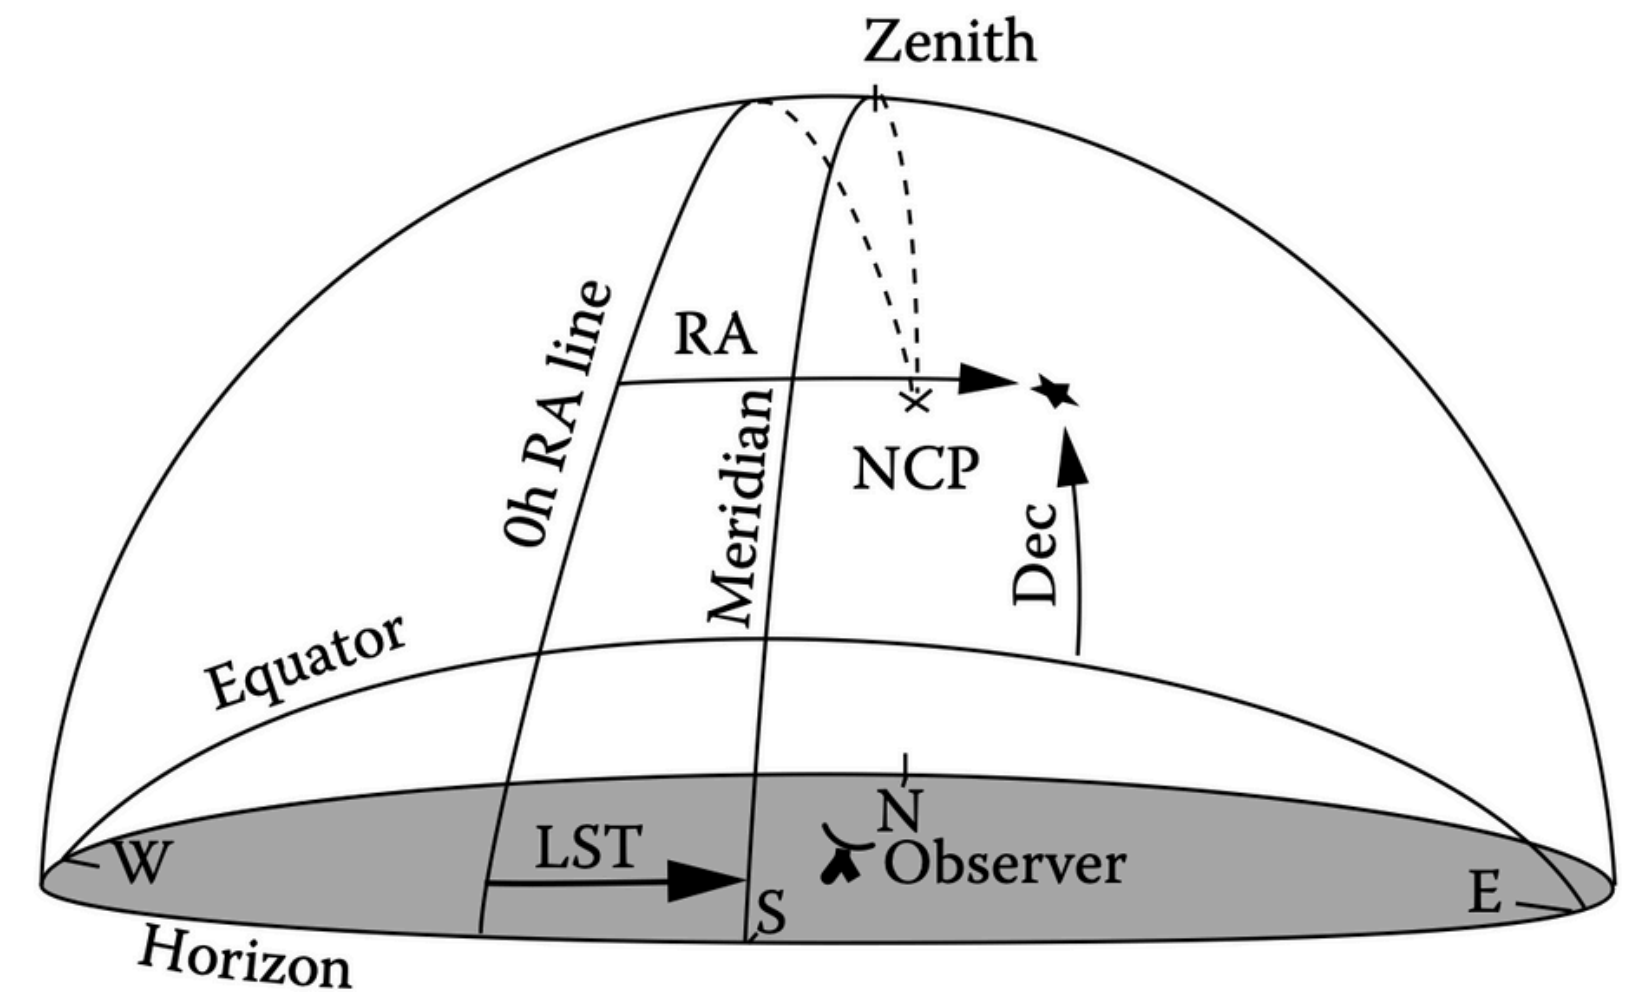 Zenith
0h RA line
RA
Meridian
NCP
Dec
Equator
N
LST
Observer
W
S
E
Horizon